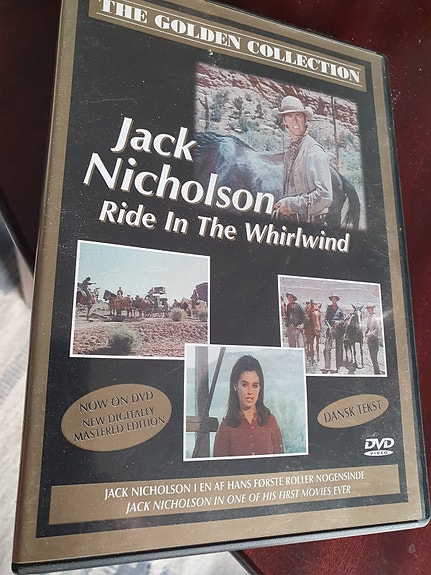 THE GOLDEN COLLECTION
Jack
Nicholson
Ride In The Whirlwind
NOW ON DVD
NEW DIGITALLY
MASTERED EDITION
DANSK TEKST
DVD
VIDEO
JACK NICHOLSON I EN AF HANS FØRSTE ROLLER NOGENSINDE
JACK NICHOLSON IN ONE OF HIS FIRST MOVIES EVER